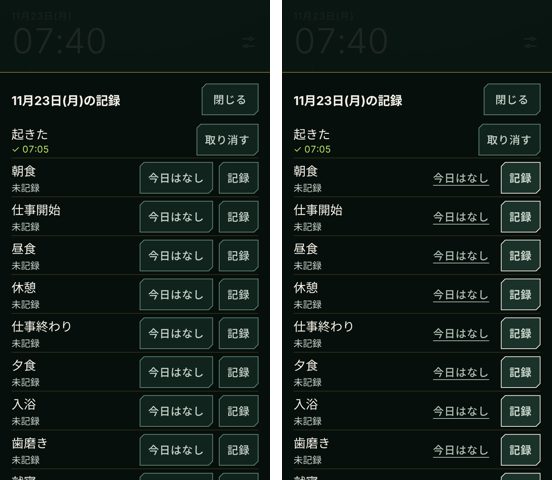 11月23日(月)
07:40
11月23日(月)の記録
閉じる
起きた
✓ 07:05
取り消す
朝食
未記録
今日はなし
記録
仕事開始
未記録
今日はなし
記録
昼食
未記録
今日はなし
記録
休憩
未記録
今日はなし
記録
仕事終わり
未記録
今日はなし
記録
夕食
未記録
今日はなし
記録
入浴
未記録
今日はなし
記録
歯磨き
未記録
今日はなし
記録
11月23日(月)
07:40
11月23日(月)の記録
閉じる
起きた
✓ 07:05
取り消す
朝食
未記録
今日はなし
記録
仕事開始
未記録
今日はなし
記録
昼食
未記録
今日はなし
記録
休憩
未記録
今日はなし
記録
仕事終わり
未記録
今日はなし
記録
夕食
未記録
今日はなし
記録
入浴
未記録
今日はなし
記録
歯磨き
未記録
今日はなし
記録